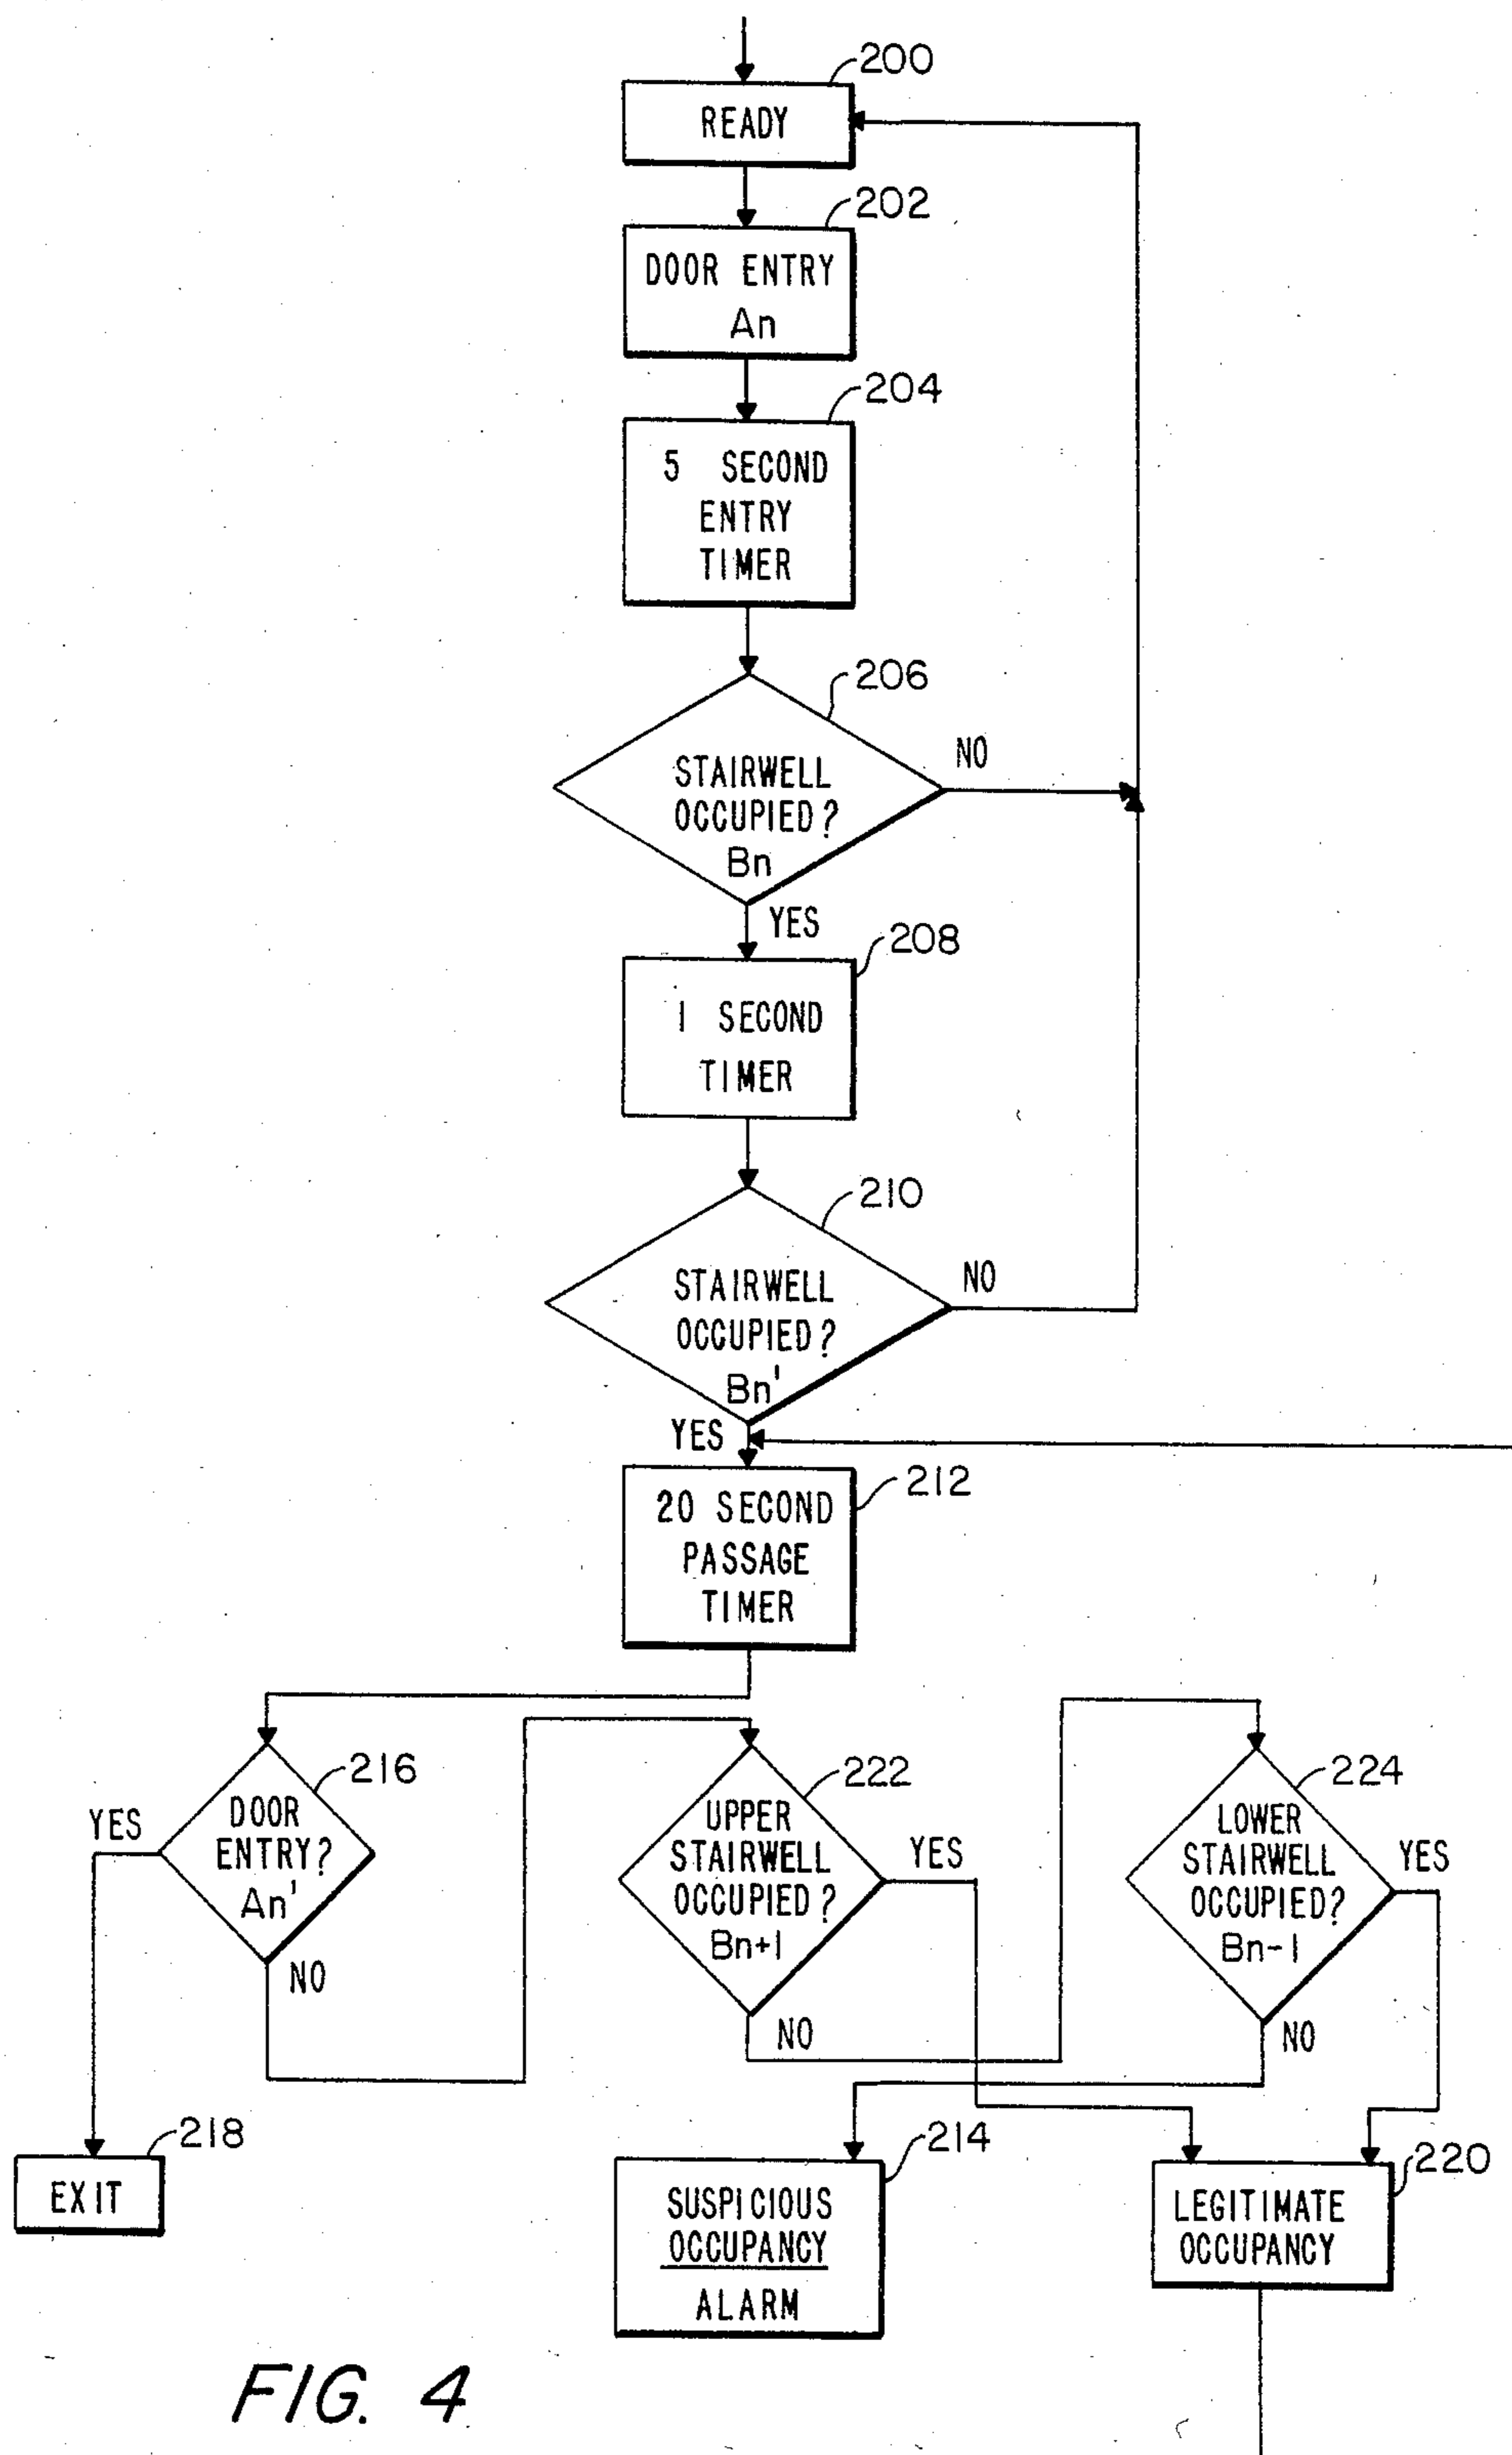 200
READY
202
DOOR ENTRY
An
204
5 SECOND
ENTRY
TIMER
206
STAIRWELL
OCCUPIED?
Bn
NO
YES
208
1 SECOND
TIMER
210
STAIRWELL
OCCUPIED?
Bn'
NO
YES
212
20 SECOND
PASSAGE
TIMER
216
DOOR
ENTRY?
An'
YES
NO
222
UPPER
STAIRWELL
OCCUPIED?
Bn+1
YES
NO
224
LOWER
STAIRWELL
OCCUPIED?
Bn-1
YES
NO
218
EXIT
214
SUSPICIOUS
OCCUPANCY
ALARM
220
LEGITIMATE
OCCUPANCY
FIG. 4